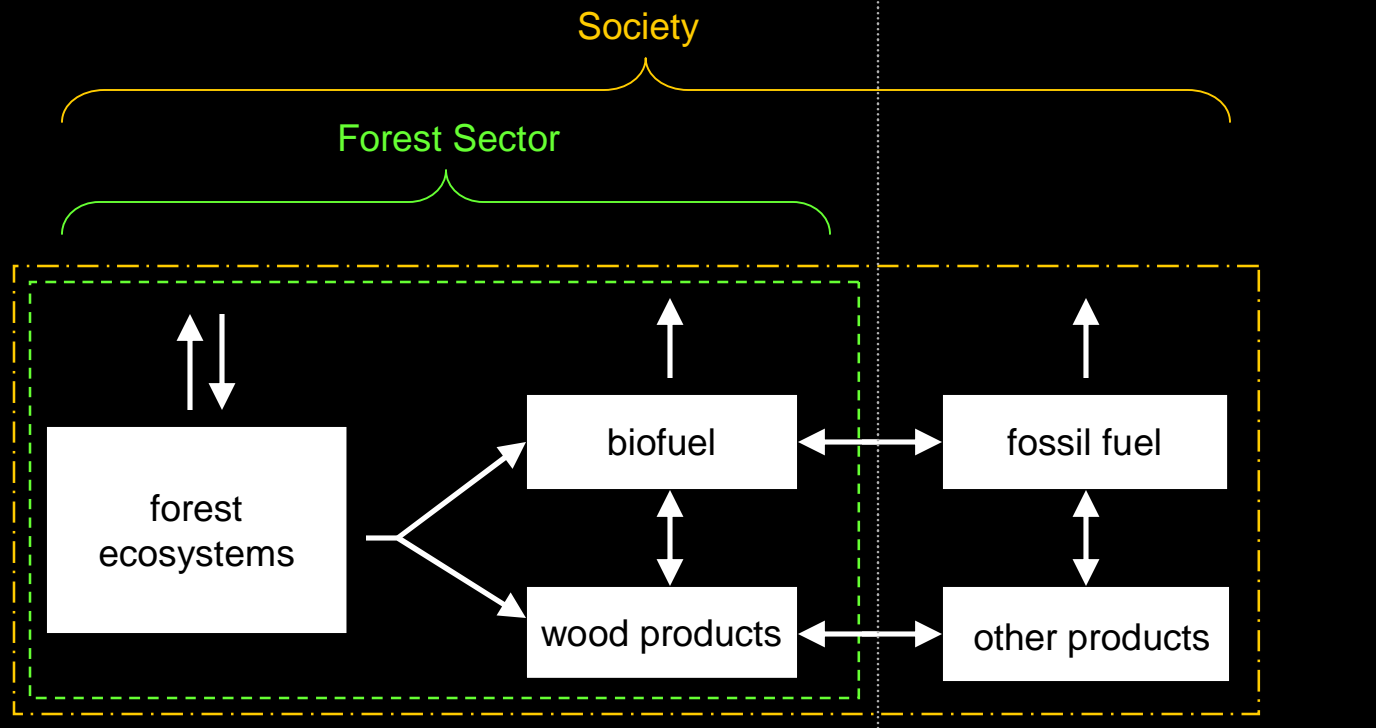 Society
Forest Sector
forest
ecosystems
biofuel
fossil fuel
wood products
other products